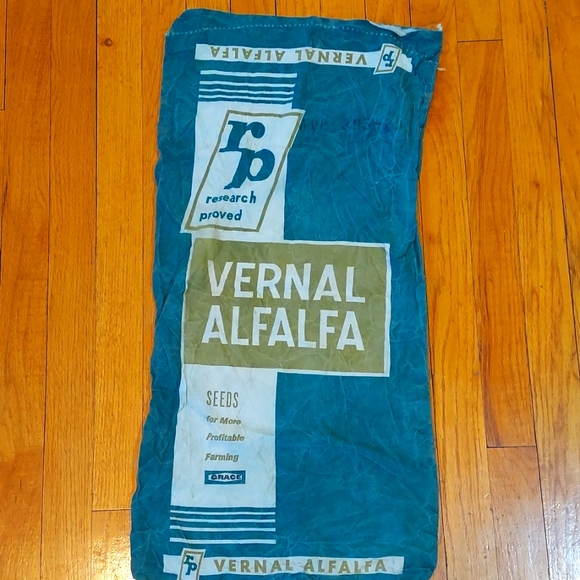 VERNAL ALFALFA rp
rp
research
proved
VERNAL
ALFALFA
SEEDS
for More
Profitable
Farming
GRACE
rp VERNAL ALFALFA